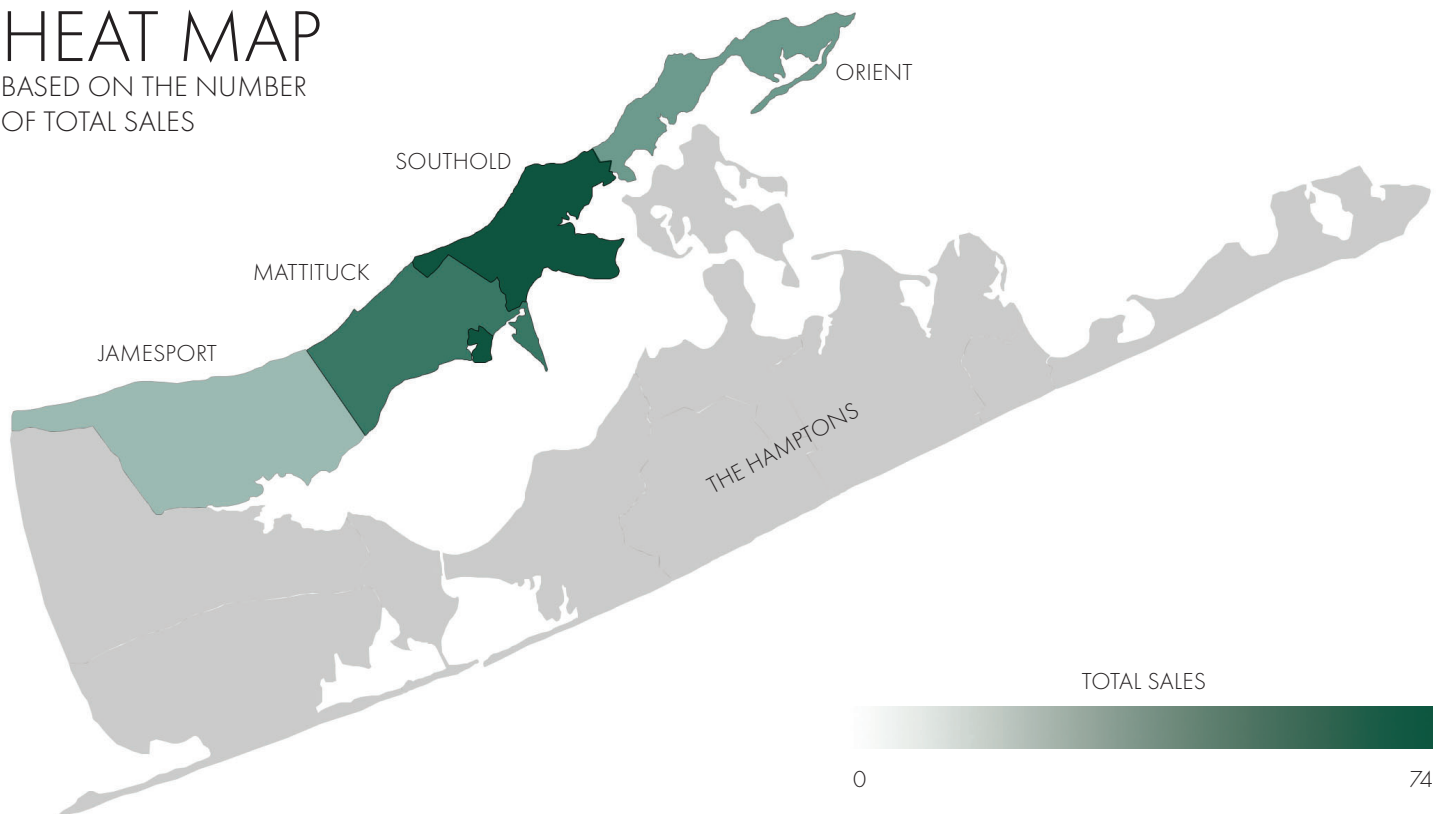 HEAT MAP
BASED ON THE NUMBER
OF TOTAL SALES
ORIENT
SOUTHOLD
MATTITUCK
JAMESPORT
THE HAMPTONS
TOTAL SALES
0
74